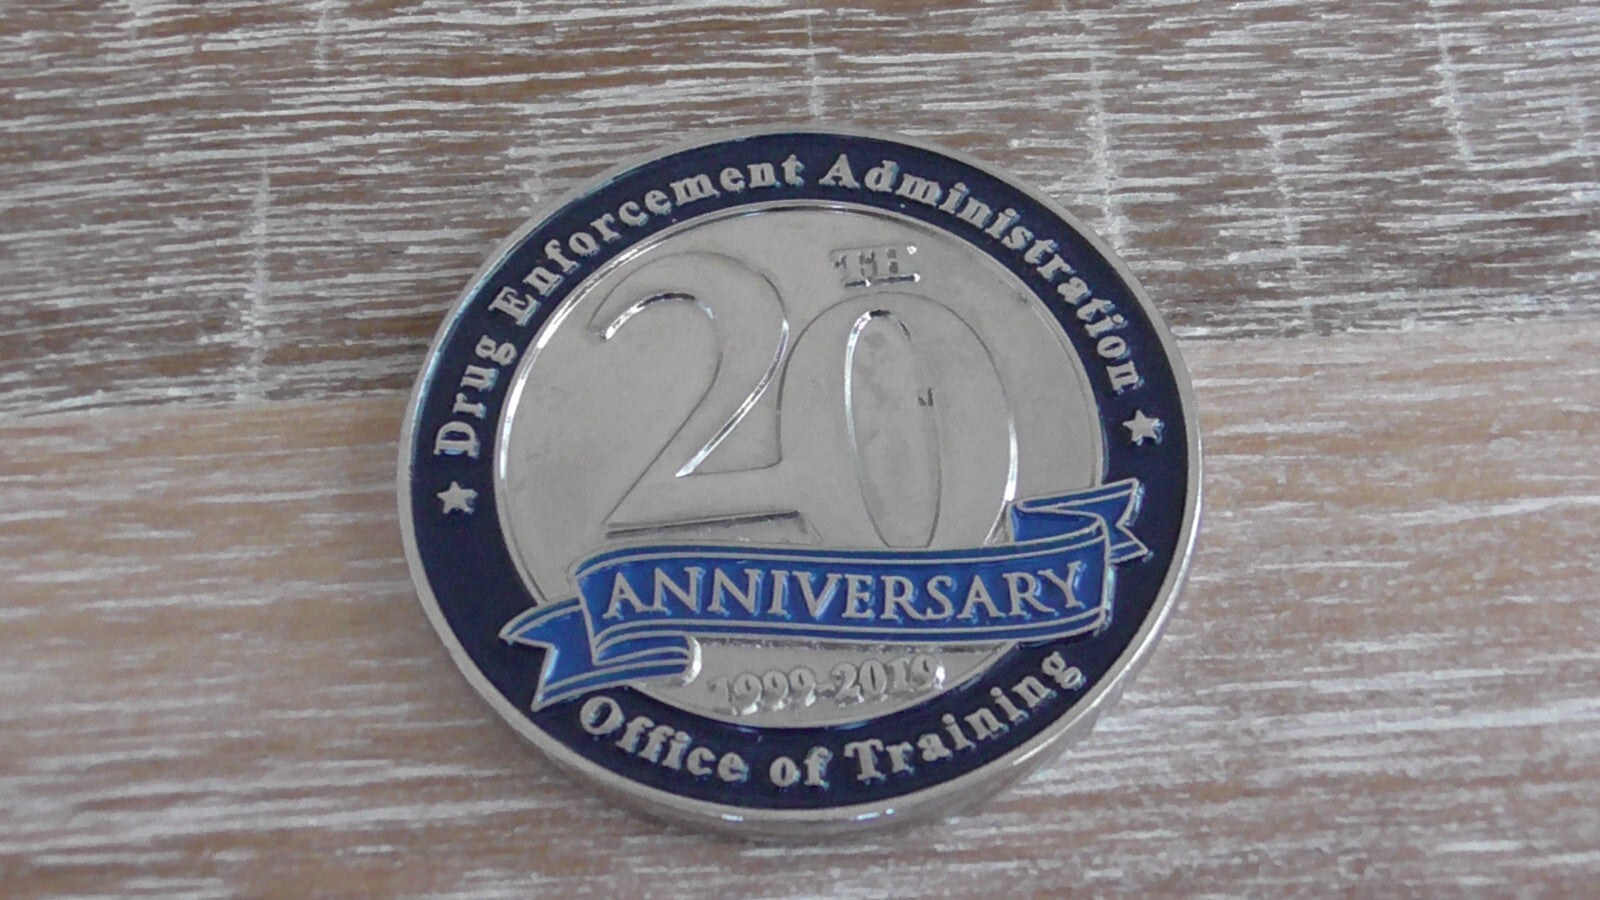 Drug Enforcement Administration
20TH
ANNIVERSARY
1999-2019
Office of Training